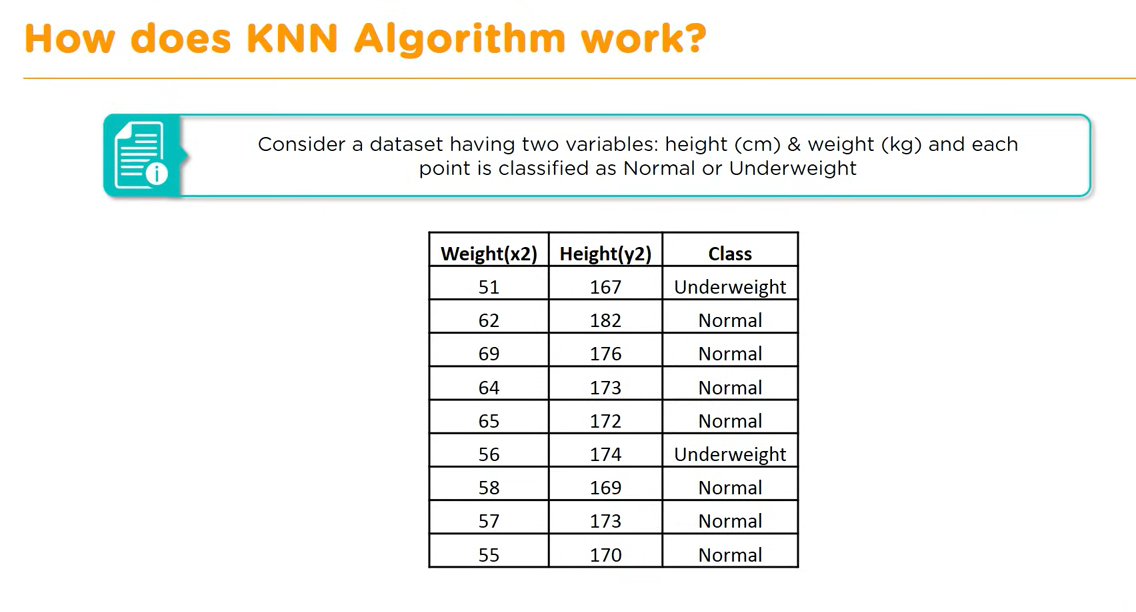 How does KNN Algorithm work?
Consider a dataset having two variables: height (cm) & weight (kg) and each
point is classified as Normal or Underweight
Weight(x2) Height(y2) Class
51 167 Underweight
62 182 Normal
69 176 Normal
64 173 Normal
65 172 Normal
56 174 Underweight
58 169 Normal
57 173 Normal
55 170 Normal